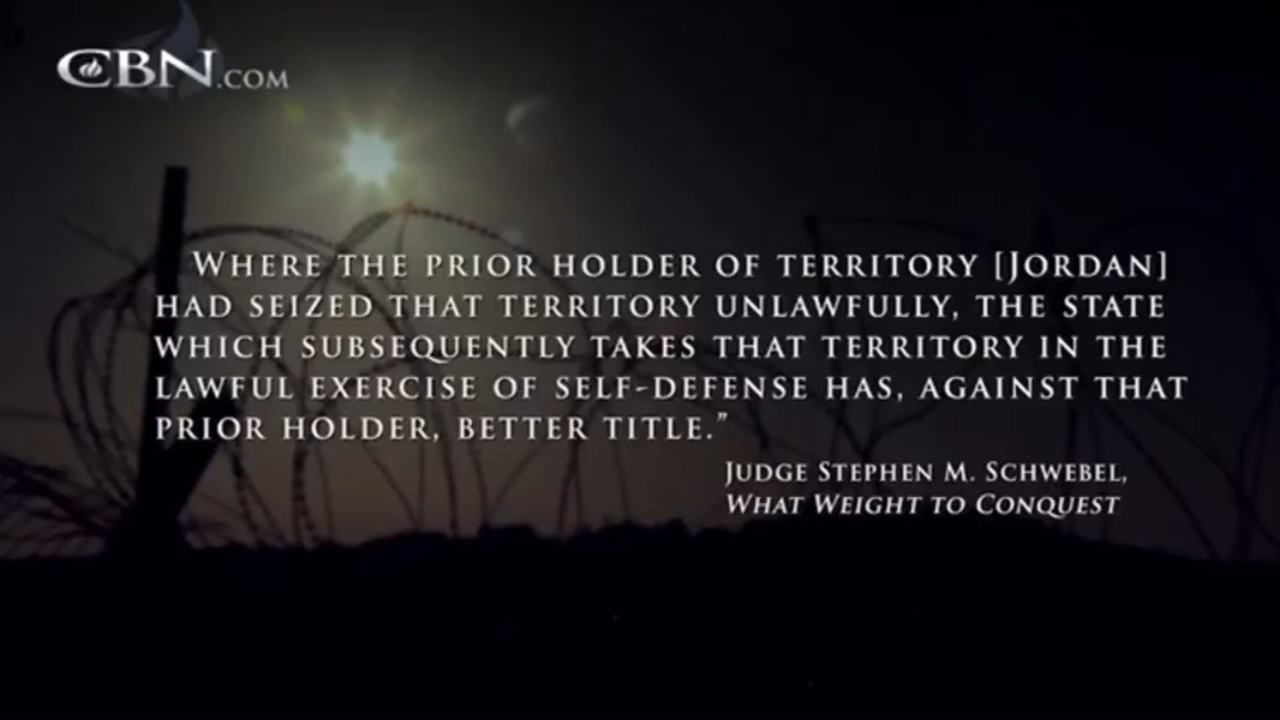 CBN.COM
WHERE THE PRIOR HOLDER OF TERRITORY [JORDAN]
HAD SEIZED THAT TERRITORY UNLAWFULLY, THE STATE
WHICH SUBSEQUENTLY TAKES THAT TERRITORY IN THE
LAWFUL EXERCISE OF SELF-DEFENSE HAS, AGAINST THAT
PRIOR HOLDER, BETTER TITLE.”
JUDGE STEPHEN M. SCHWEBEL,
WHAT WEIGHT TO CONQUEST